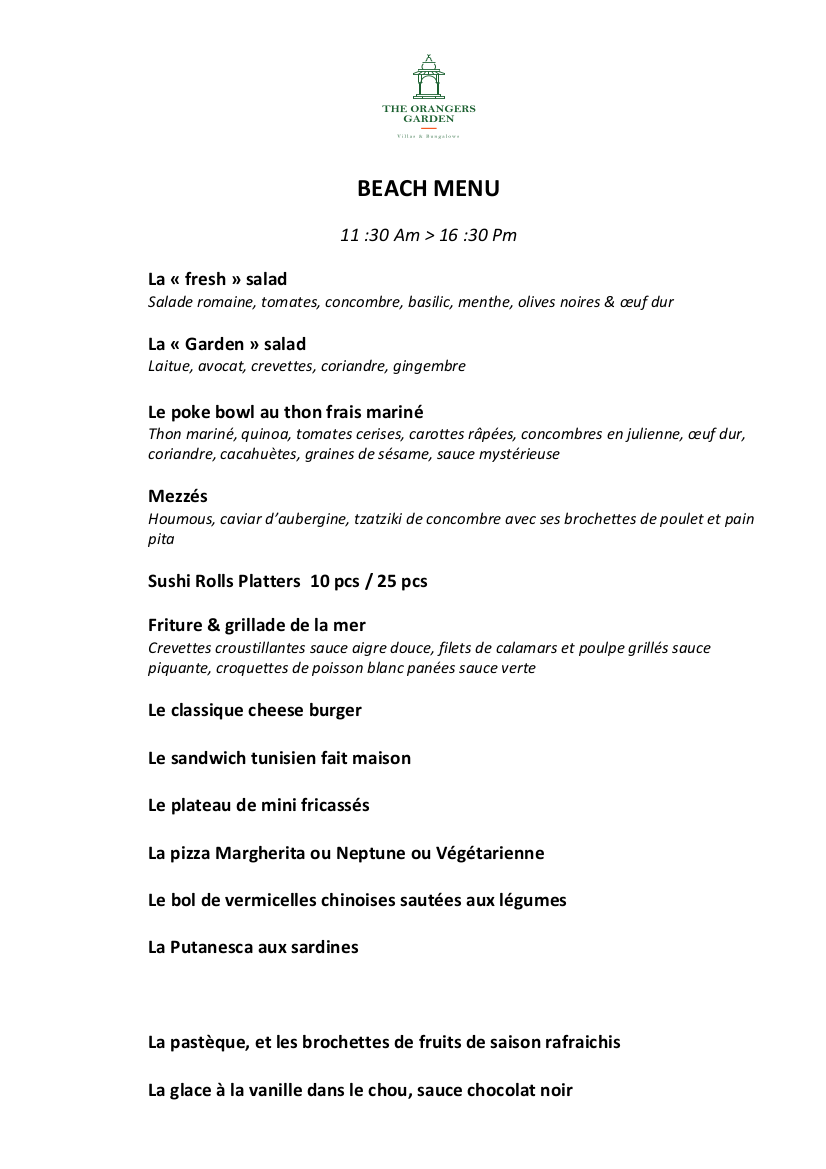 THE ORANGERS
GARDEN
Villas & Bungalows
BEACH MENU
11 :30 Am > 16 :30 Pm
La « fresh » salad
Salade romaine, tomates, concombre, basilic, menthe, olives noires & œuf dur
La « Garden » salad
Laitue, avocat, crevettes, coriandre, gingembre
Le poke bowl au thon frais mariné
Thon mariné, quinoa, tomates cerises, carottes râpées, concombres en julienne, œuf dur,
coriandre, cacahuètes, graines de sésame, sauce mystérieuse
Mezzés
Houmous, caviar d’aubergine, tzatziki de concombre avec ses brochettes de poulet et pain
pita
Sushi Rolls Platters  10 pcs / 25 pcs
Friture & grillade de la mer
Crevettes croustillantes sauce aigre douce, filets de calamars et poulpe grillés sauce
piquante, croquettes de poisson blanc panées sauce verte
Le classique cheese burger
Le sandwich tunisien fait maison
Le plateau de mini fricassés
La pizza Margherita ou Neptune ou Végétarienne
Le bol de vermicelles chinoises sautées aux légumes
La Putanesca aux sardines
La pastèque, et les brochettes de fruits de saison rafraichis
La glace à la vanille dans le chou, sauce chocolat noir